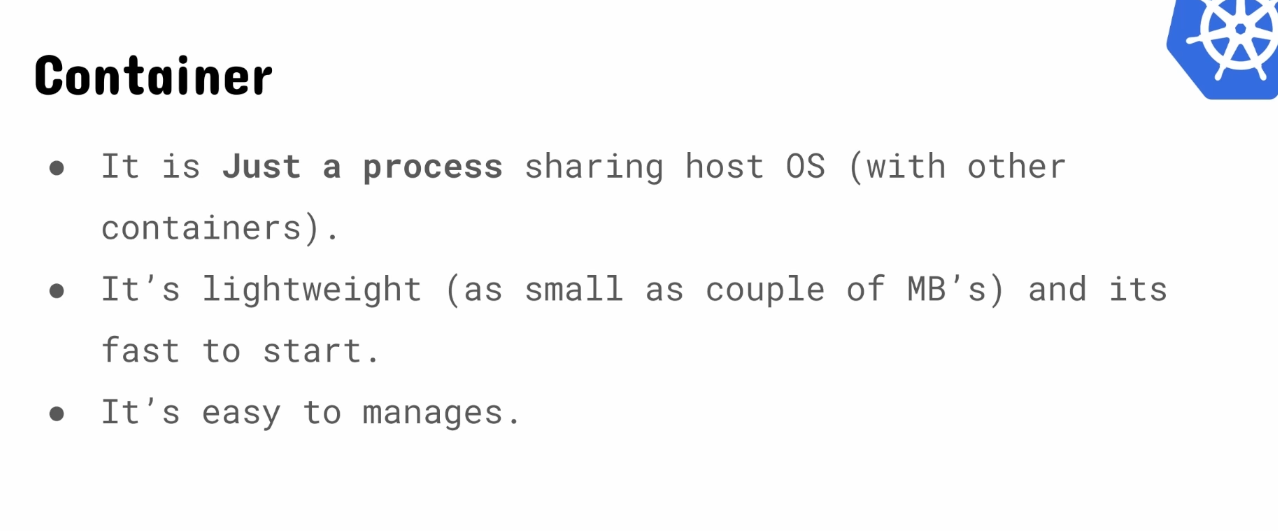 Container
● It is Just a process sharing host OS (with other
containers).
● It’s lightweight (as small as couple of MB’s) and its
fast to start.
● It’s easy to manages.